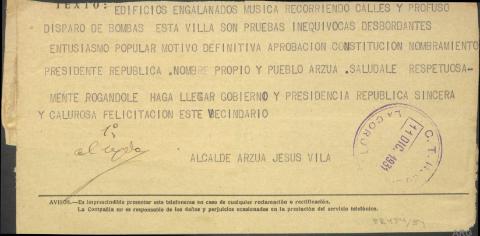 TEXTO: EDIFICIOS ENGALANADOS MUSICA RECORRIENDO CALLES Y PROFUSO
DISPARO DE BOMBAS ESTA VILLA SON PRUEBAS INEQUIVOCAS DESBORDANTES
ENTUSIASMO POPULAR MOTIVO DEFINITIVA APROBACION CONSTITUCION NOMBRAMIENTO
PRESIDENTE REPUBLICA .NOMBRE PROPIO Y PUEBLO ARZUA .SALUDALE RESPETUOSA-
MENTE ROGANDOLE HAGA LLEGAR GOBIERNO Y PRESIDENCIA REPUBLICA SINCERA
Y CALUROSA FELICITACION ESTE VECINDARIO
ALCALDE ARZUA JESUS VILA
C. T. N.
11 DIC. 1931
LA CORU
AVISOS.—Es imprescindible presentar este telefonema en caso de cualquier reclamación o rectificación.
La Compañía no es responsable de los daños y perjuicios ocasionados en la prestación del servicio telefónico.